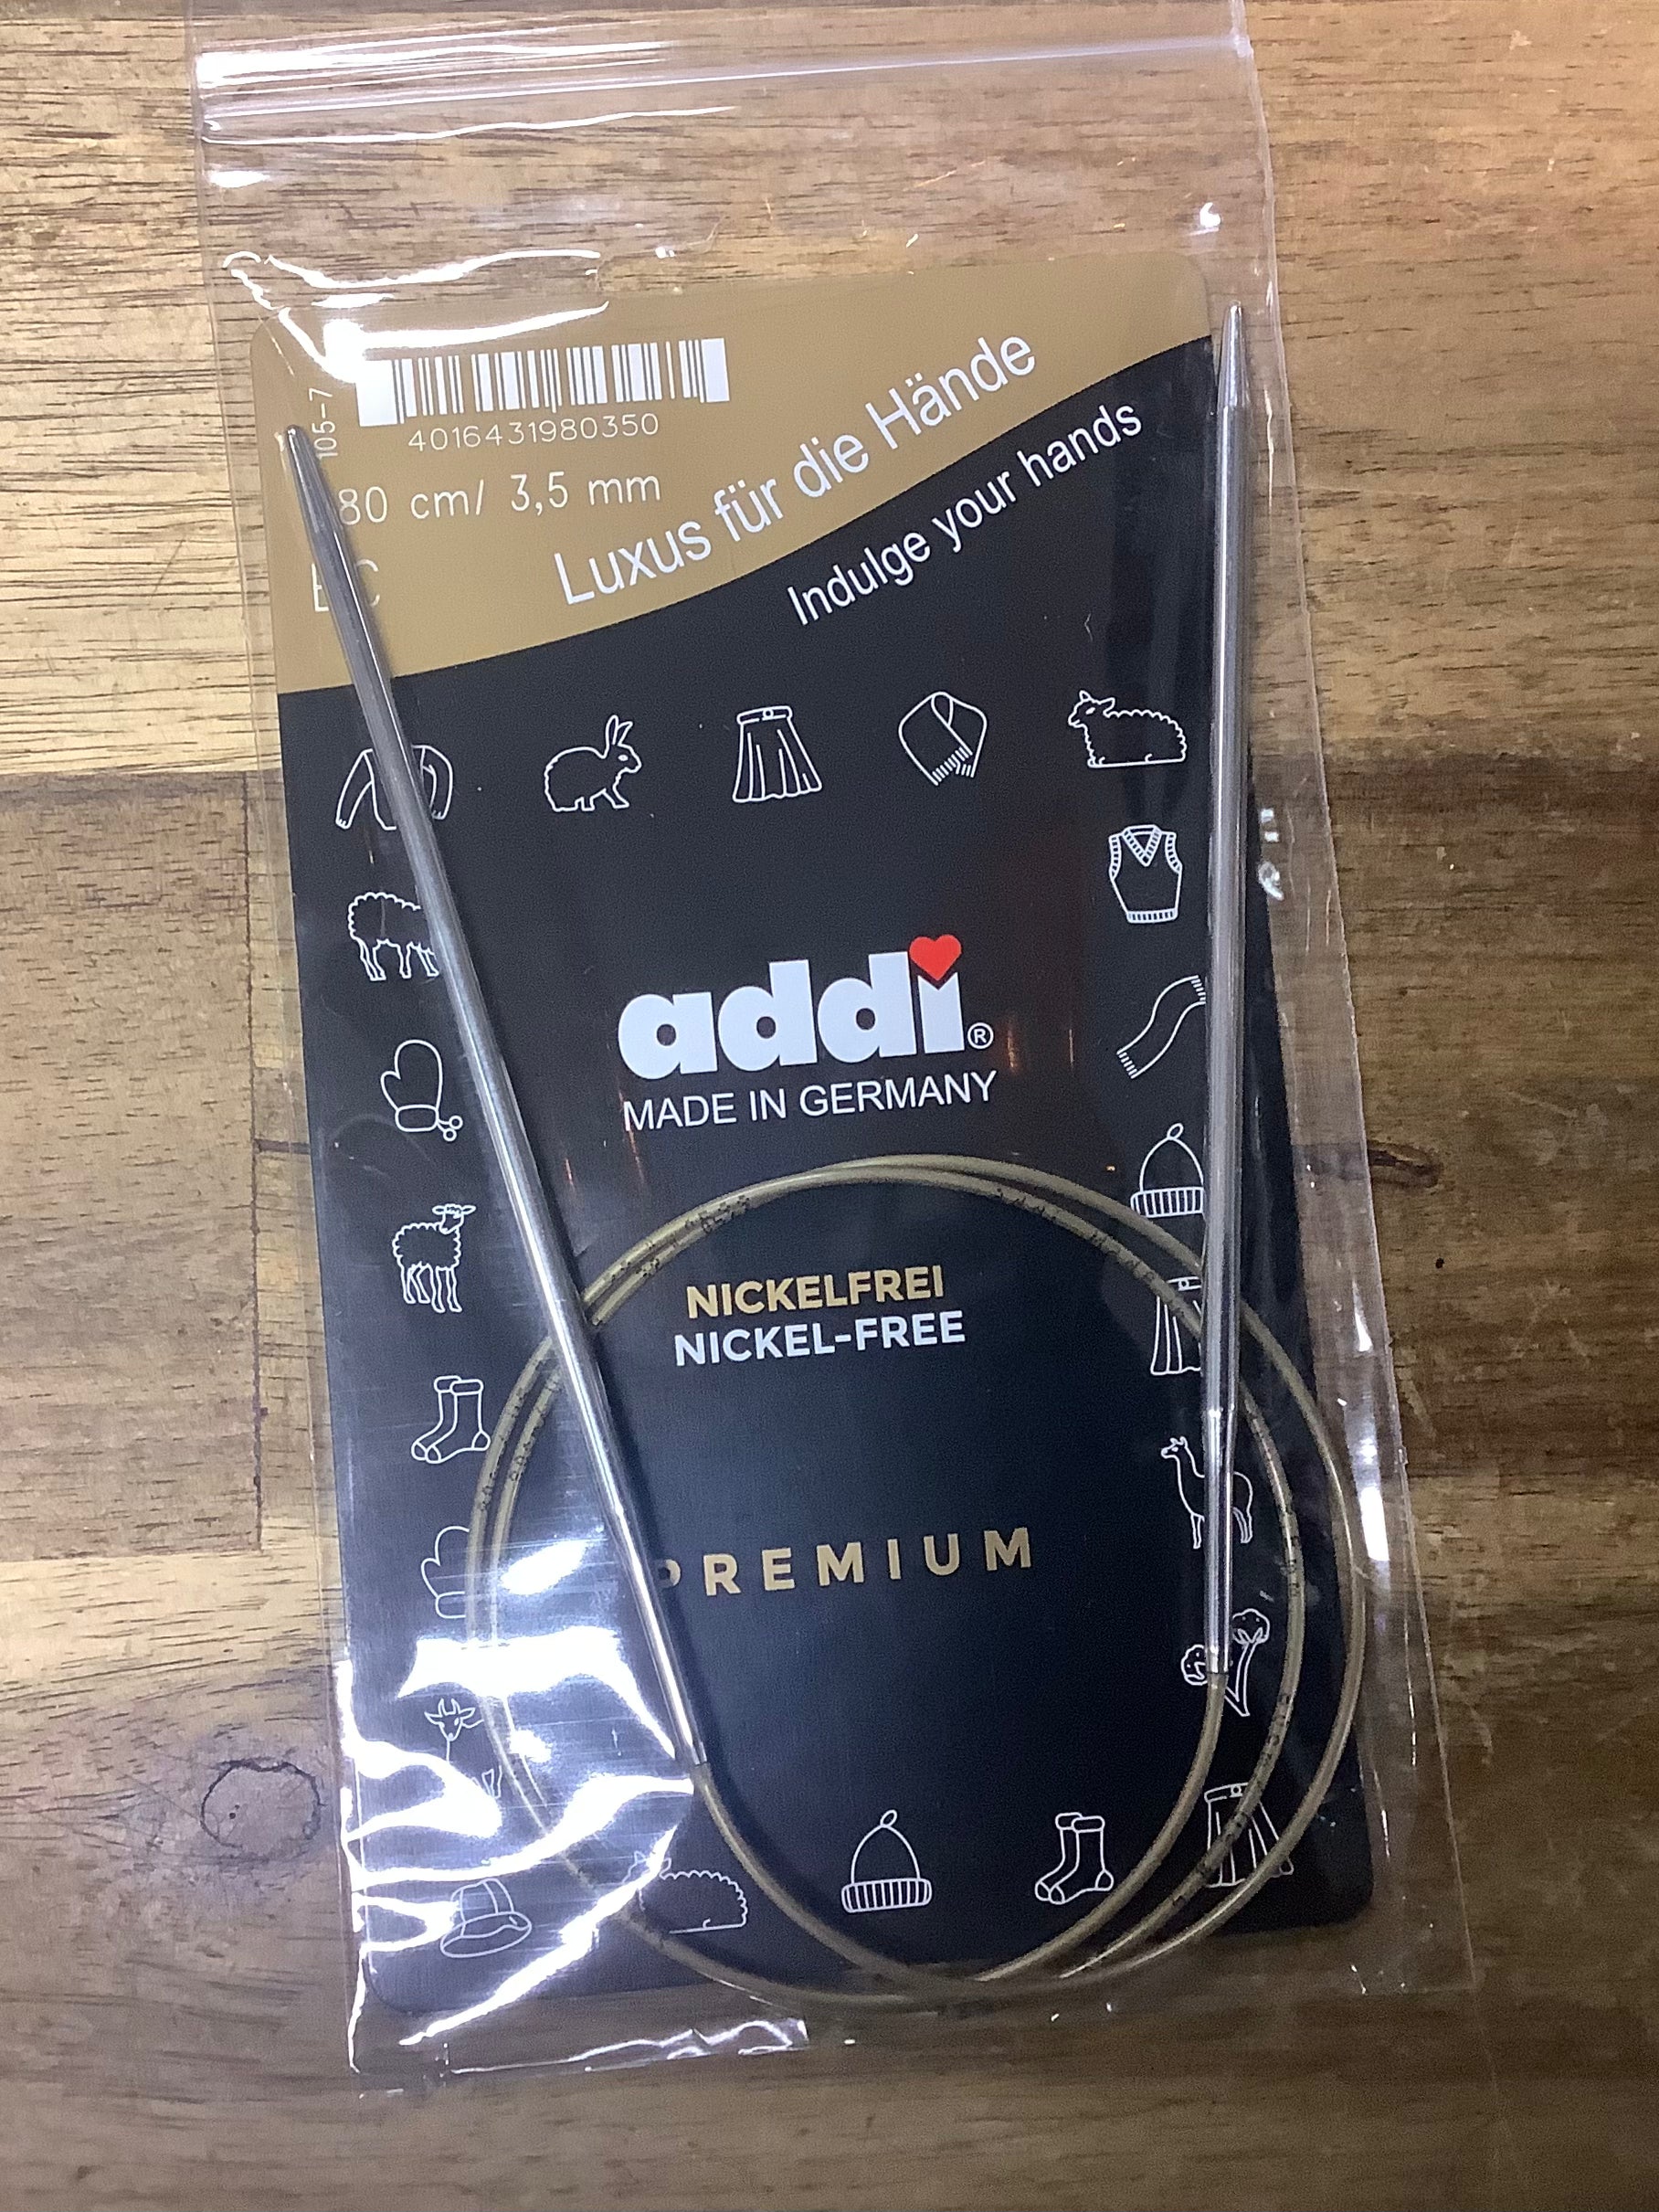 105-7
4016431980350
80 cm/ 3,5 mm
Luxus für die Hände
Indulge your hands
addi®
MADE IN GERMANY
NICKELFREI
NICKEL-FREE
PREMIUM